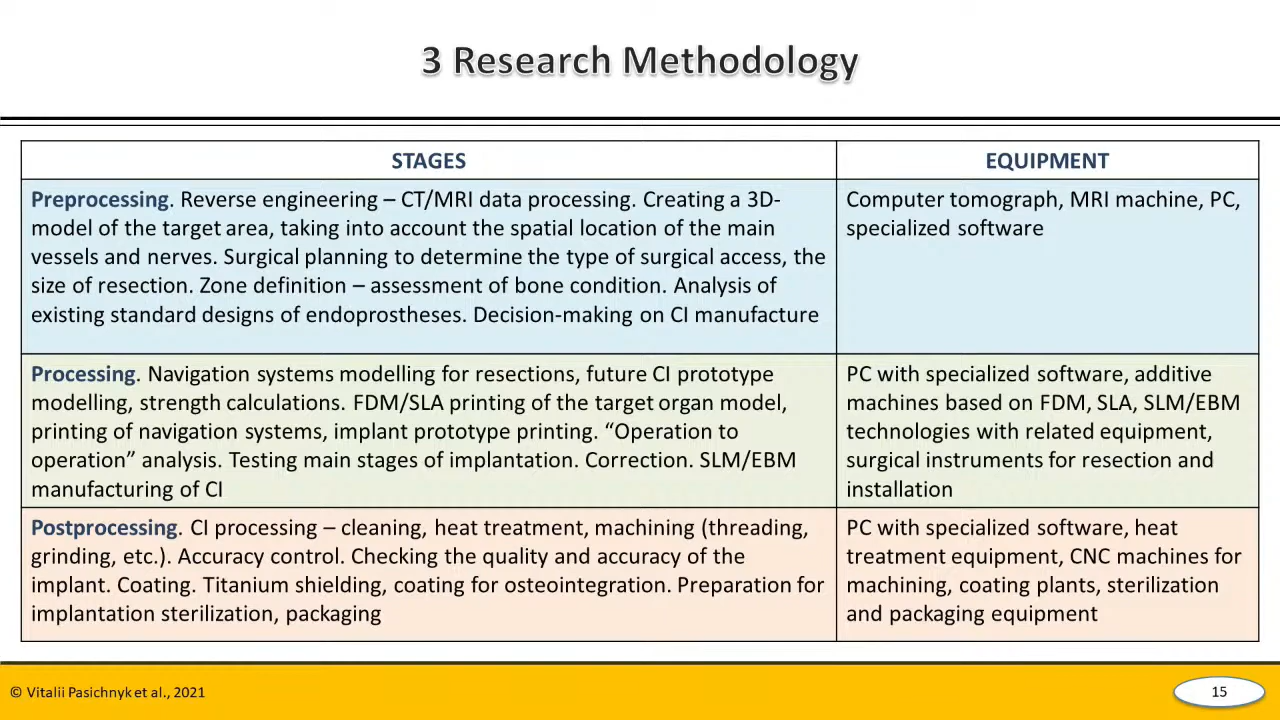 3 Research Methodology
STAGES
EQUIPMENT
Preprocessing. Reverse engineering – CT/MRI data processing. Creating a 3D-
model of the target area, taking into account the spatial location of the main
vessels and nerves. Surgical planning to determine the type of surgical access, the
size of resection. Zone definition – assessment of bone condition. Analysis of
existing standard designs of endoprostheses. Decision-making on CI manufacture
Computer tomograph, MRI machine, PC,
specialized software
Processing. Navigation systems modelling for resections, future CI prototype
modelling, strength calculations. FDM/SLA printing of the target organ model,
printing of navigation systems, implant prototype printing. “Operation to
operation” analysis. Testing main stages of implantation. Correction. SLM/EBM
manufacturing of CI
PC with specialized software, additive
machines based on FDM, SLA, SLM/EBM
technologies with related equipment,
surgical instruments for resection and
installation
Postprocessing. CI processing – cleaning, heat treatment, machining (threading,
grinding, etc.). Accuracy control. Checking the quality and accuracy of the
implant. Coating. Titanium shielding, coating for osteointegration. Preparation for
implantation sterilization, packaging
PC with specialized software, heat
treatment equipment, CNC machines for
machining, coating plants, sterilization
and packaging equipment
© Vitalii Pasichnyk et al., 2021
15